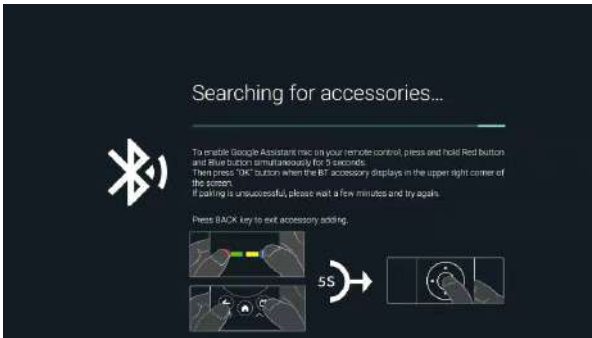 Searching for accessories...
To enable Google Assistant mic on your remote control, press and hold Red button
and Blue button simultaneously for 5 seconds.
Then press "OK" button when the BT accessory displays in the upper right corner of
the screen.
If pairing is unsuccessful, please wait a few minutes and try again.
Press BACK key to exit accessory adding.
5S